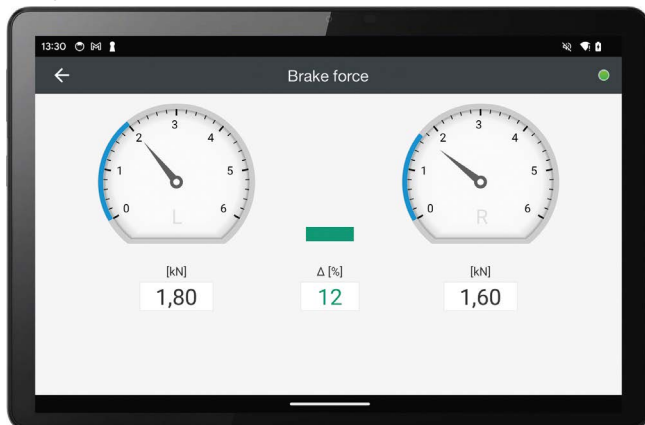 13:30
Brake force
0 1 2 3 4 5 6
L
0 1 2 3 4 5 6
R
[kN]
Δ [%]
[kN]
1,80
12
1,60